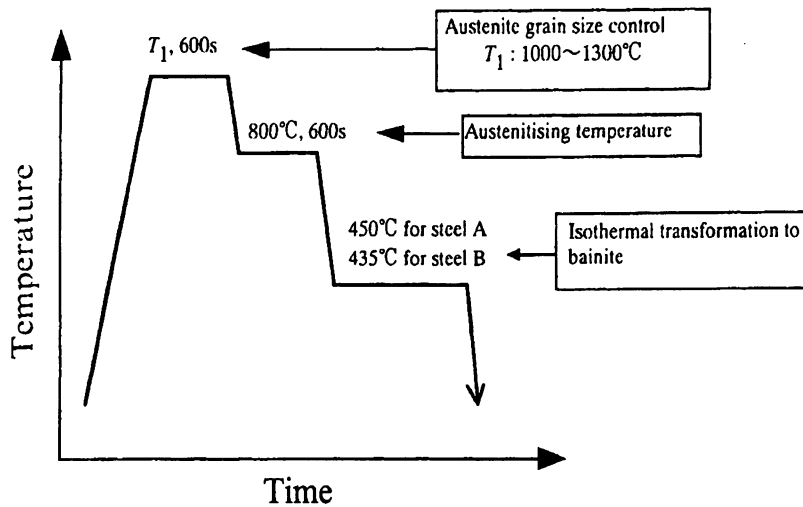 Austenite grain size control
T1 : 1000~1300°C
T1, 600s
800°C, 600s
Austenitising temperature
450°C for steel A
435°C for steel B
Isothermal transformation to
bainite
Temperature
Time